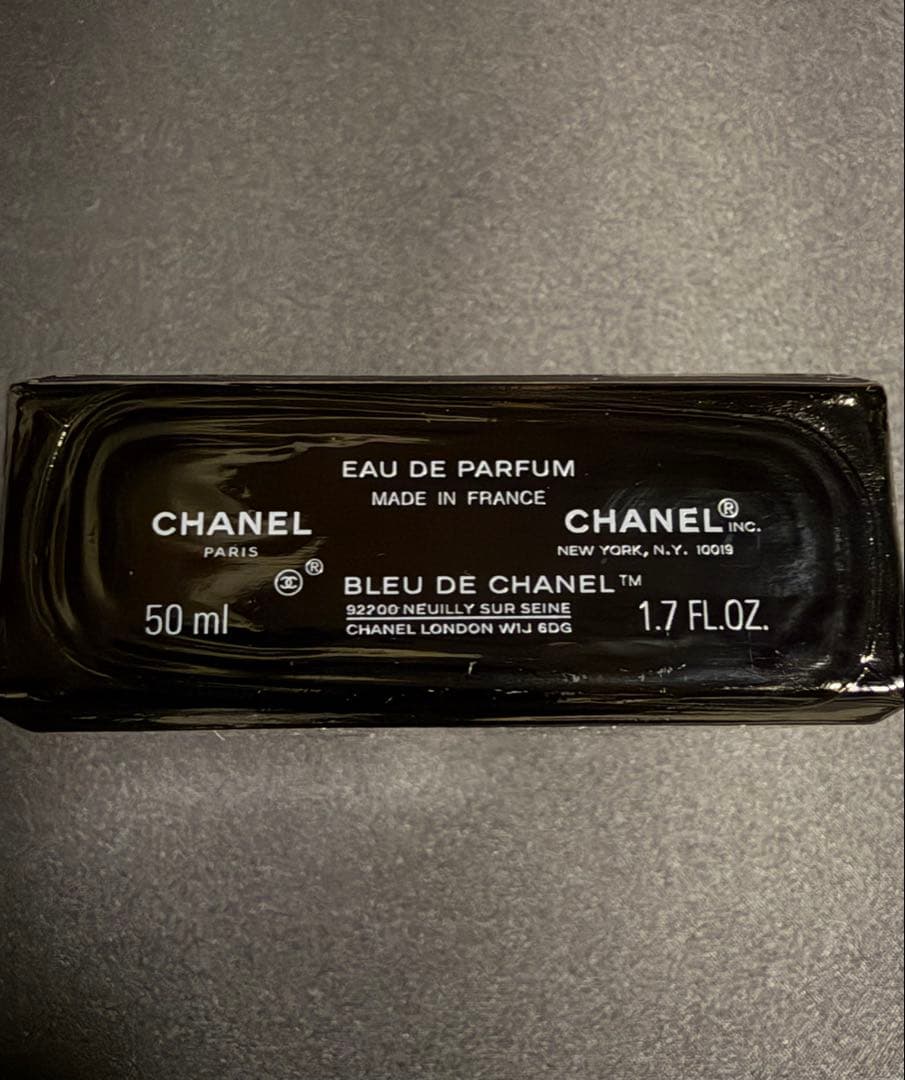 EAU DE PARFUM
MADE IN FRANCE
CHANEL
PARIS
CHANEL® INC.
NEW YORK, N.Y. 10019
®
BLEU DE CHANEL™
92200 NEUILLY SUR SEINE
CHANEL LONDON W1J 6DG
50 ml
1.7 FL.OZ.